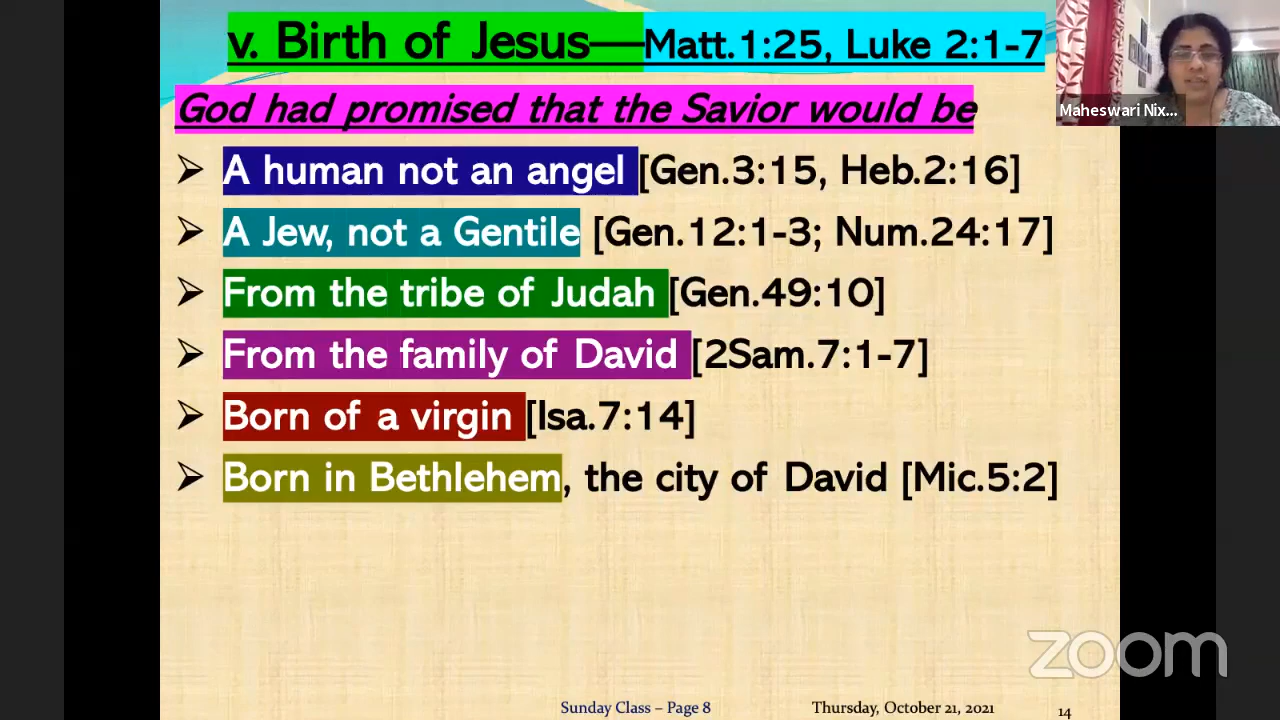 v. Birth of Jesus—Matt.1:25, Luke 2:1-7
God had promised that the Savior would be
➢ A human not an angel [Gen.3:15, Heb.2:16]
➢ A Jew, not a Gentile [Gen.12:1-3; Num.24:17]
➢ From the tribe of Judah [Gen.49:10]
➢ From the family of David [2Sam.7:1-7]
➢ Born of a virgin [Isa.7:14]
➢ Born in Bethlehem, the city of David [Mic.5:2]
Maheswari Nix...
zoom
Sunday Class – Page 8
Thursday, October 21, 2021
14